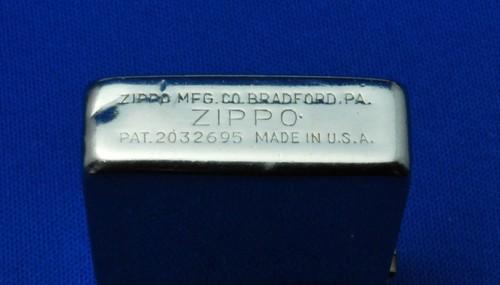 ZIPPO MFG. CO. BRADFORD, PA.
ZIPPO
PAT. 2032695 MADE IN U.S.A.